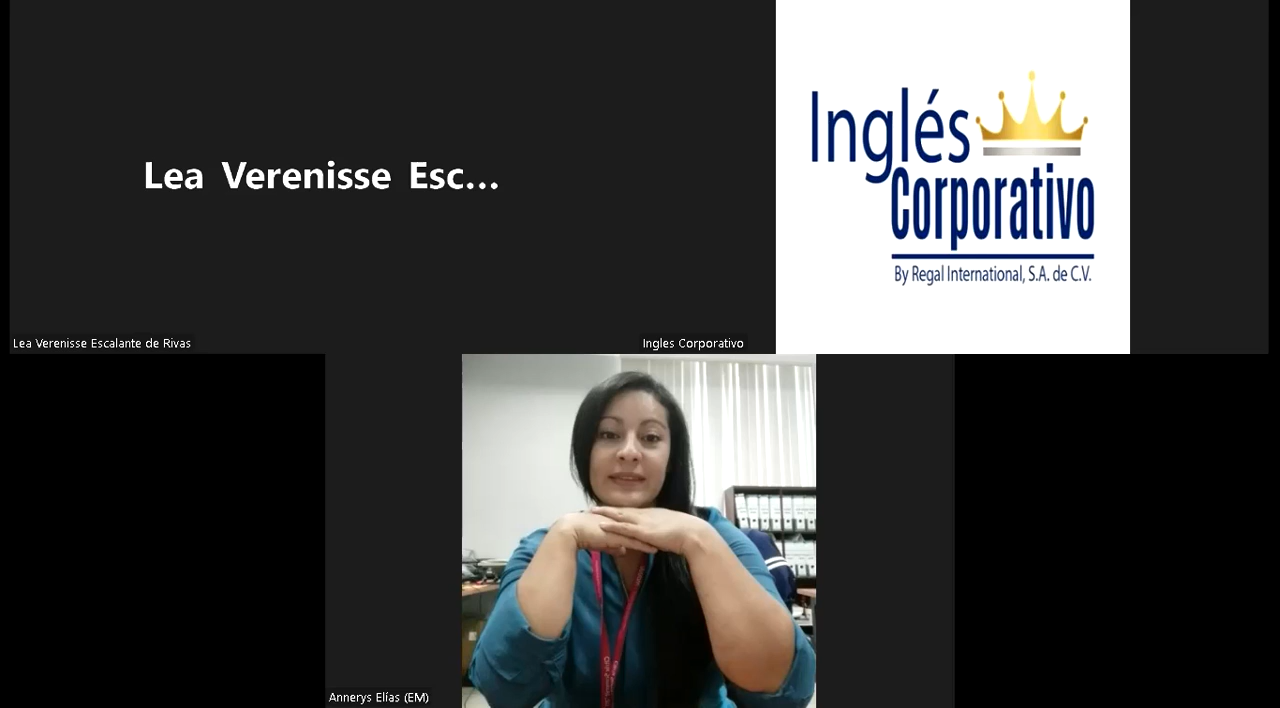 Lea Verenisse Esc...
Inglés
Corporativo
By Regal International, S.A. de C.V.
Lea Verenisse Escalante de Rivas
Ingles Corporativo
Annerys Elías (EM)